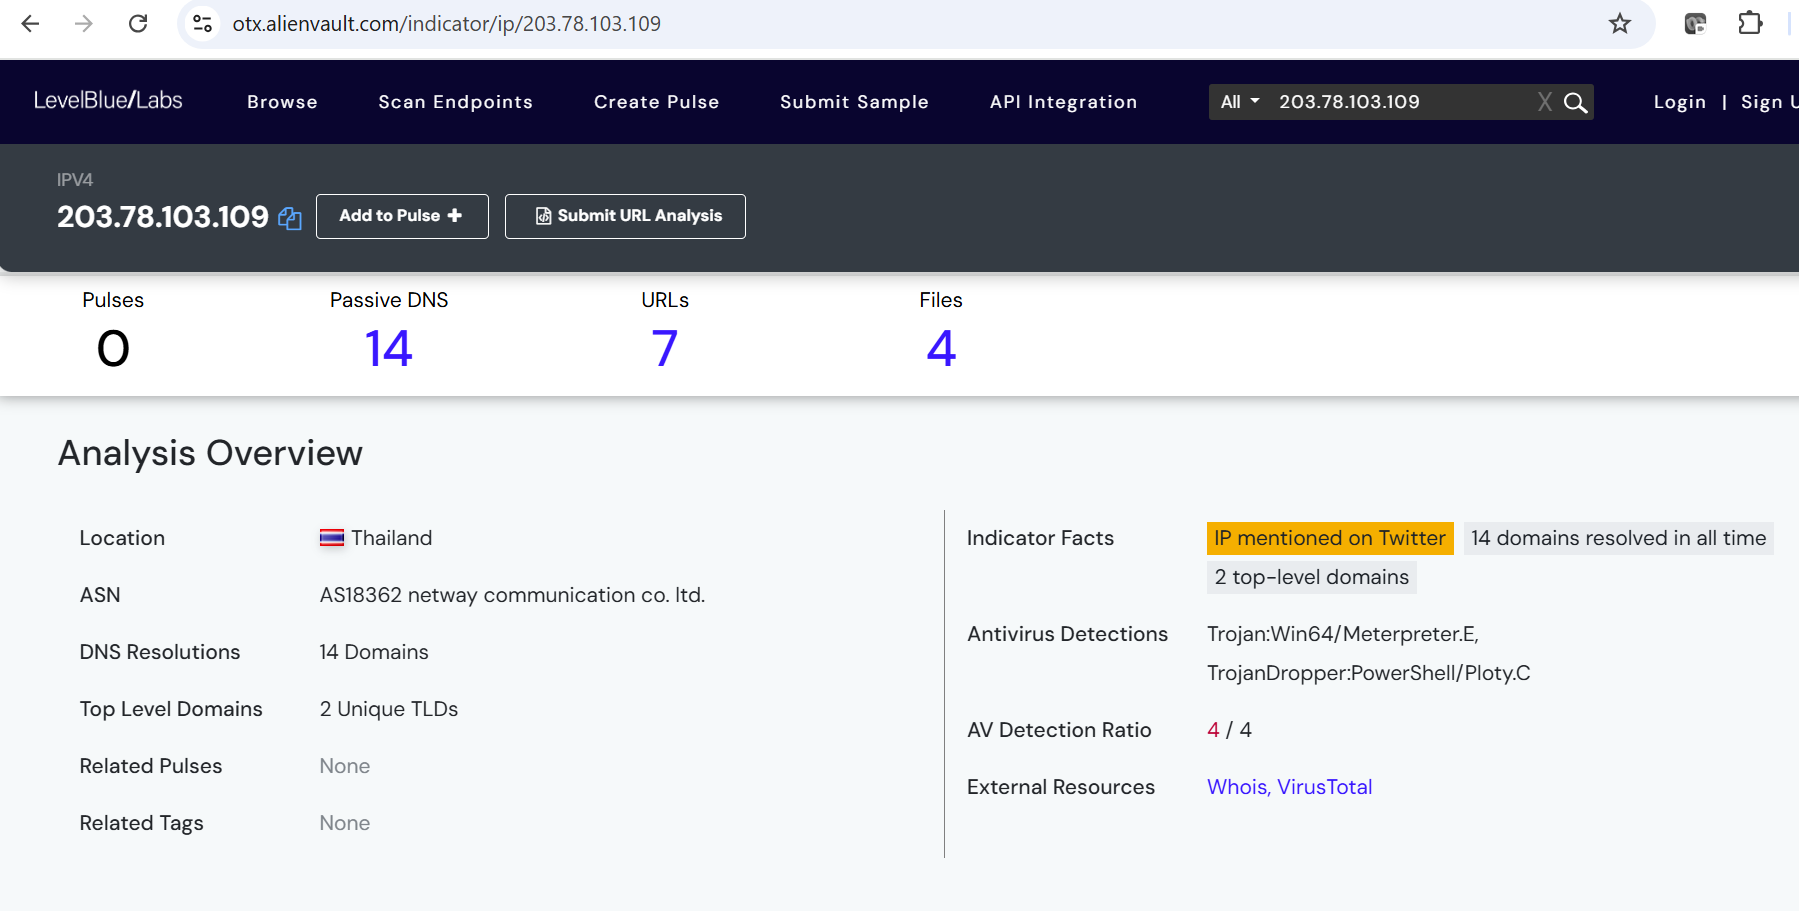 otx.alienvault.com/indicator/ip/203.78.103.109
LevelBlue/Labs Browse Scan Endpoints Create Pulse Submit Sample API Integration All 203.78.103.109 X Login | Sign U
IPV4
203.78.103.109 Add to Pulse + Submit URL Analysis
Pulses Passive DNS URLs Files
0 14 7 4
Analysis Overview
Location Thailand
ASN AS18362 netway communication co. ltd.
DNS Resolutions 14 Domains
Top Level Domains 2 Unique TLDs
Related Pulses None
Related Tags None
Indicator Facts IP mentioned on Twitter 14 domains resolved in all time
2 top-level domains
Antivirus Detections Trojan:Win64/Meterpreter.E,
TrojanDropper:PowerShell/Ploty.C
AV Detection Ratio 4 / 4
External Resources Whois, VirusTotal